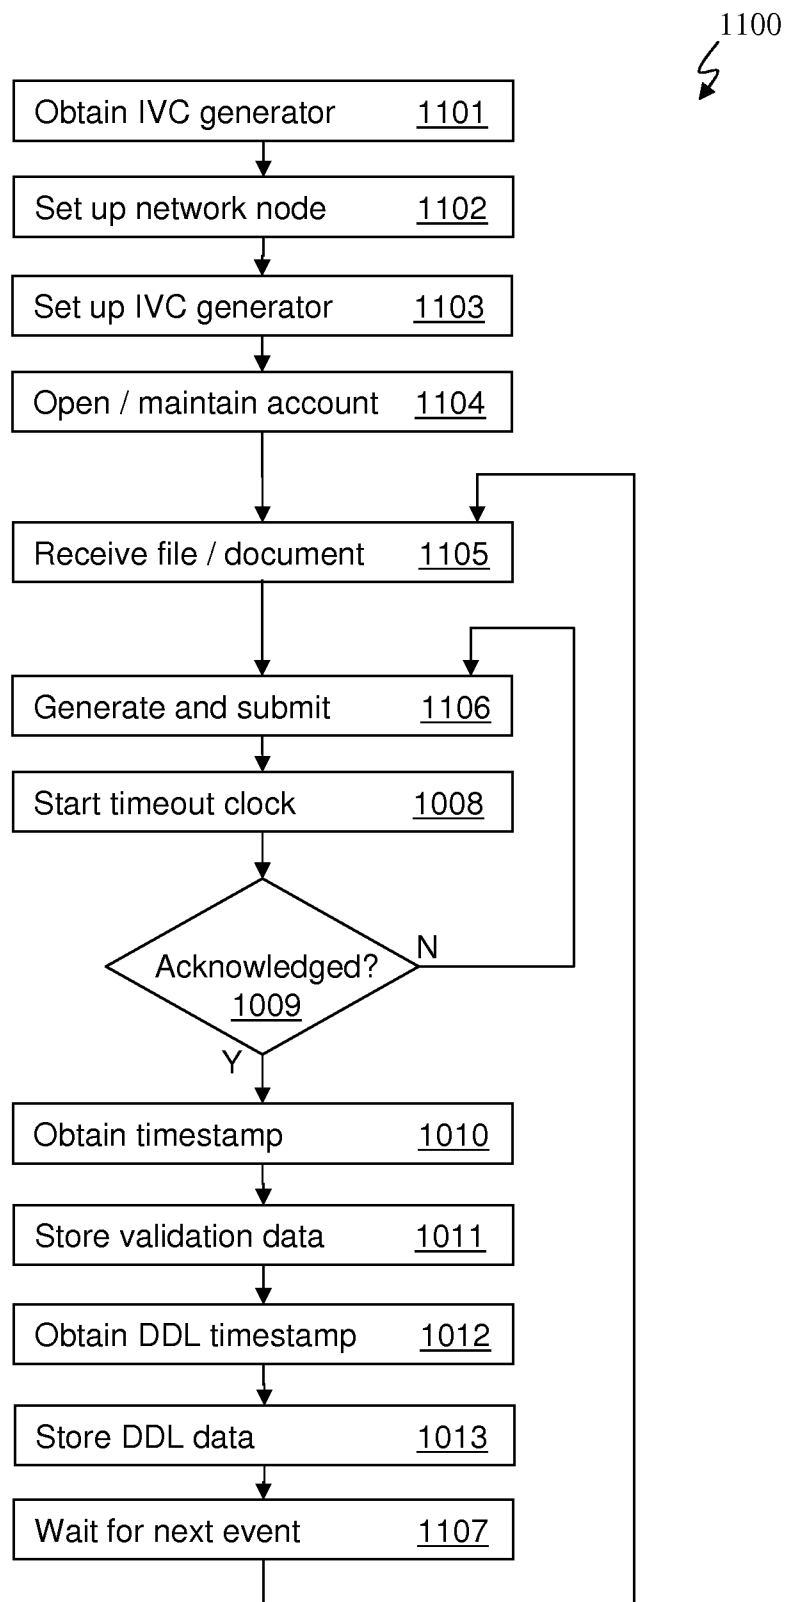 1100
Obtain IVC generator 1101
Set up network node 1102
Set up IVC generator 1103
Open / maintain account 1104
Receive file / document 1105
Generate and submit 1106
Start timeout clock 1008
N
Acknowledged?
1009
Y
Obtain timestamp 1010
Store validation data 1011
Obtain DDL timestamp 1012
Store DDL data 1013
Wait for next event 1107